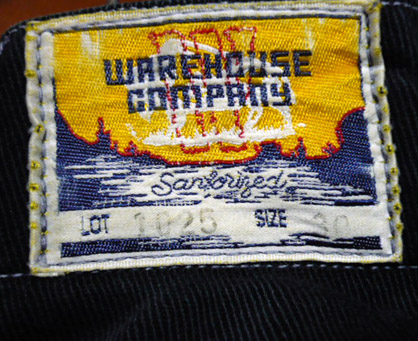 WAREHOUSE
COMPANY
Sanforized
LOT 1025 SIZE 30